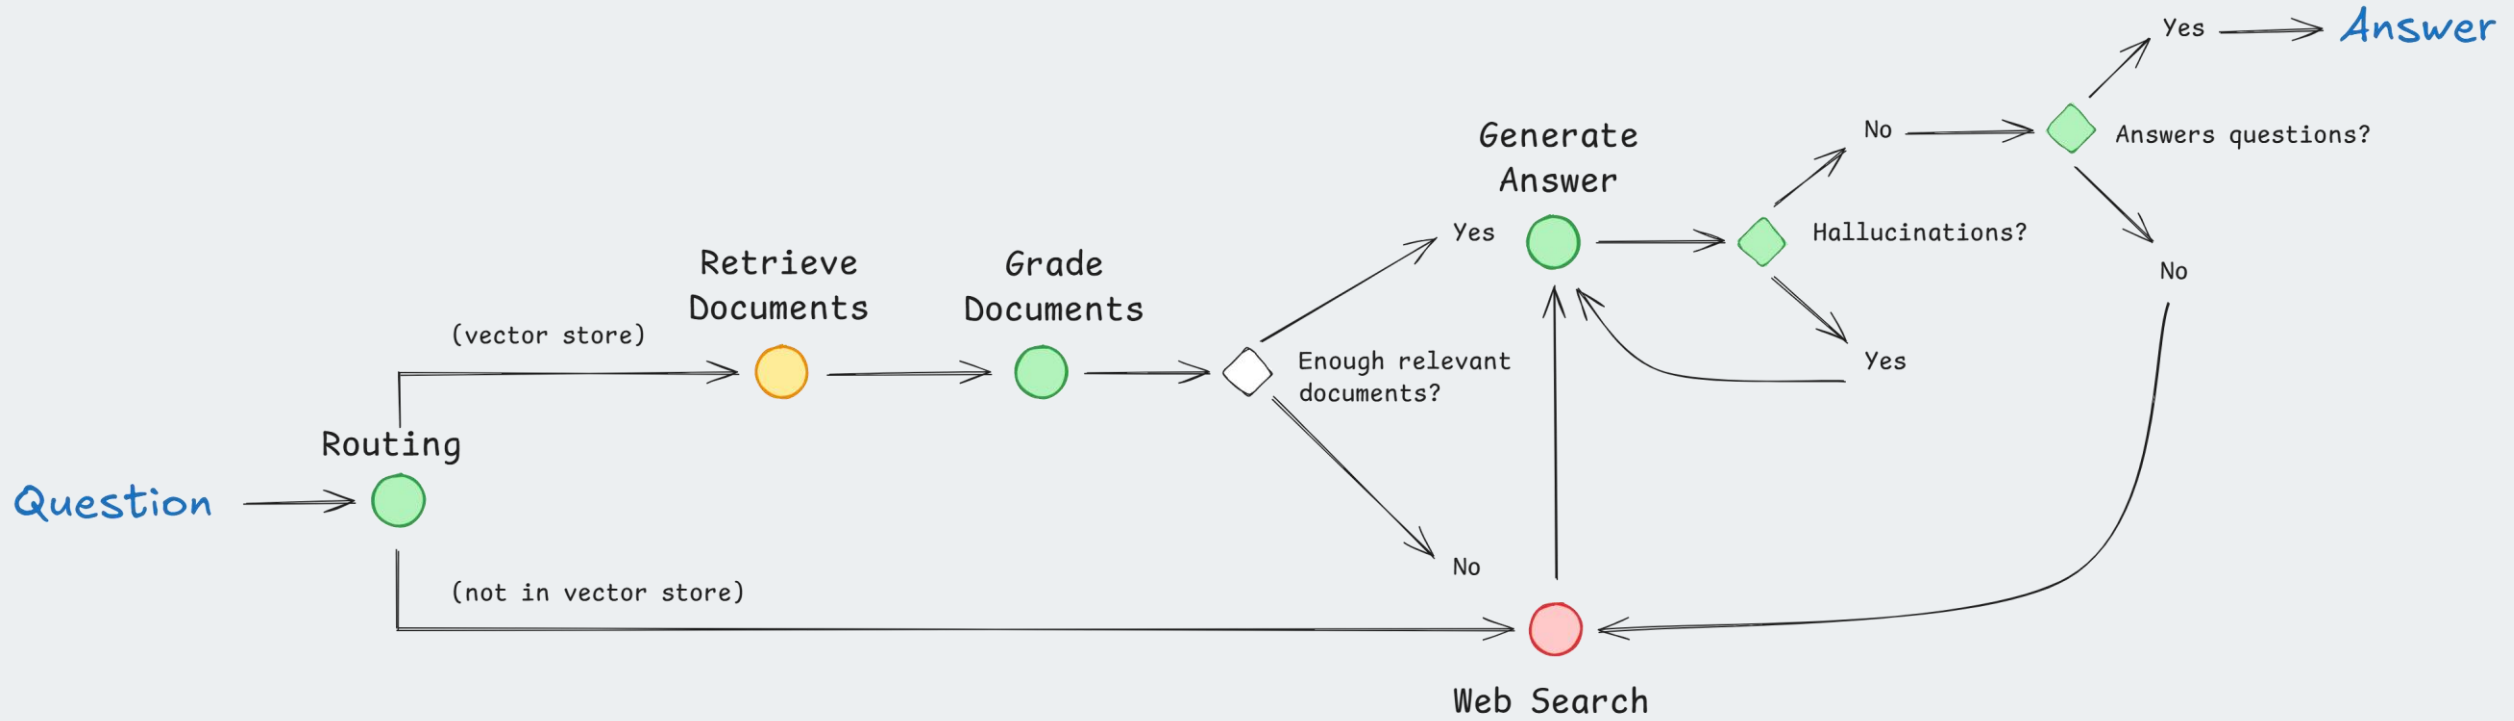 Question
Routing
(vector store)
(not in vector store)
Retrieve
Documents
Grade
Documents
Enough relevant
documents?
Yes
No
Generate
Answer
Web Search
Hallucinations?
No
Yes
Answers questions?
Yes
No
Answer